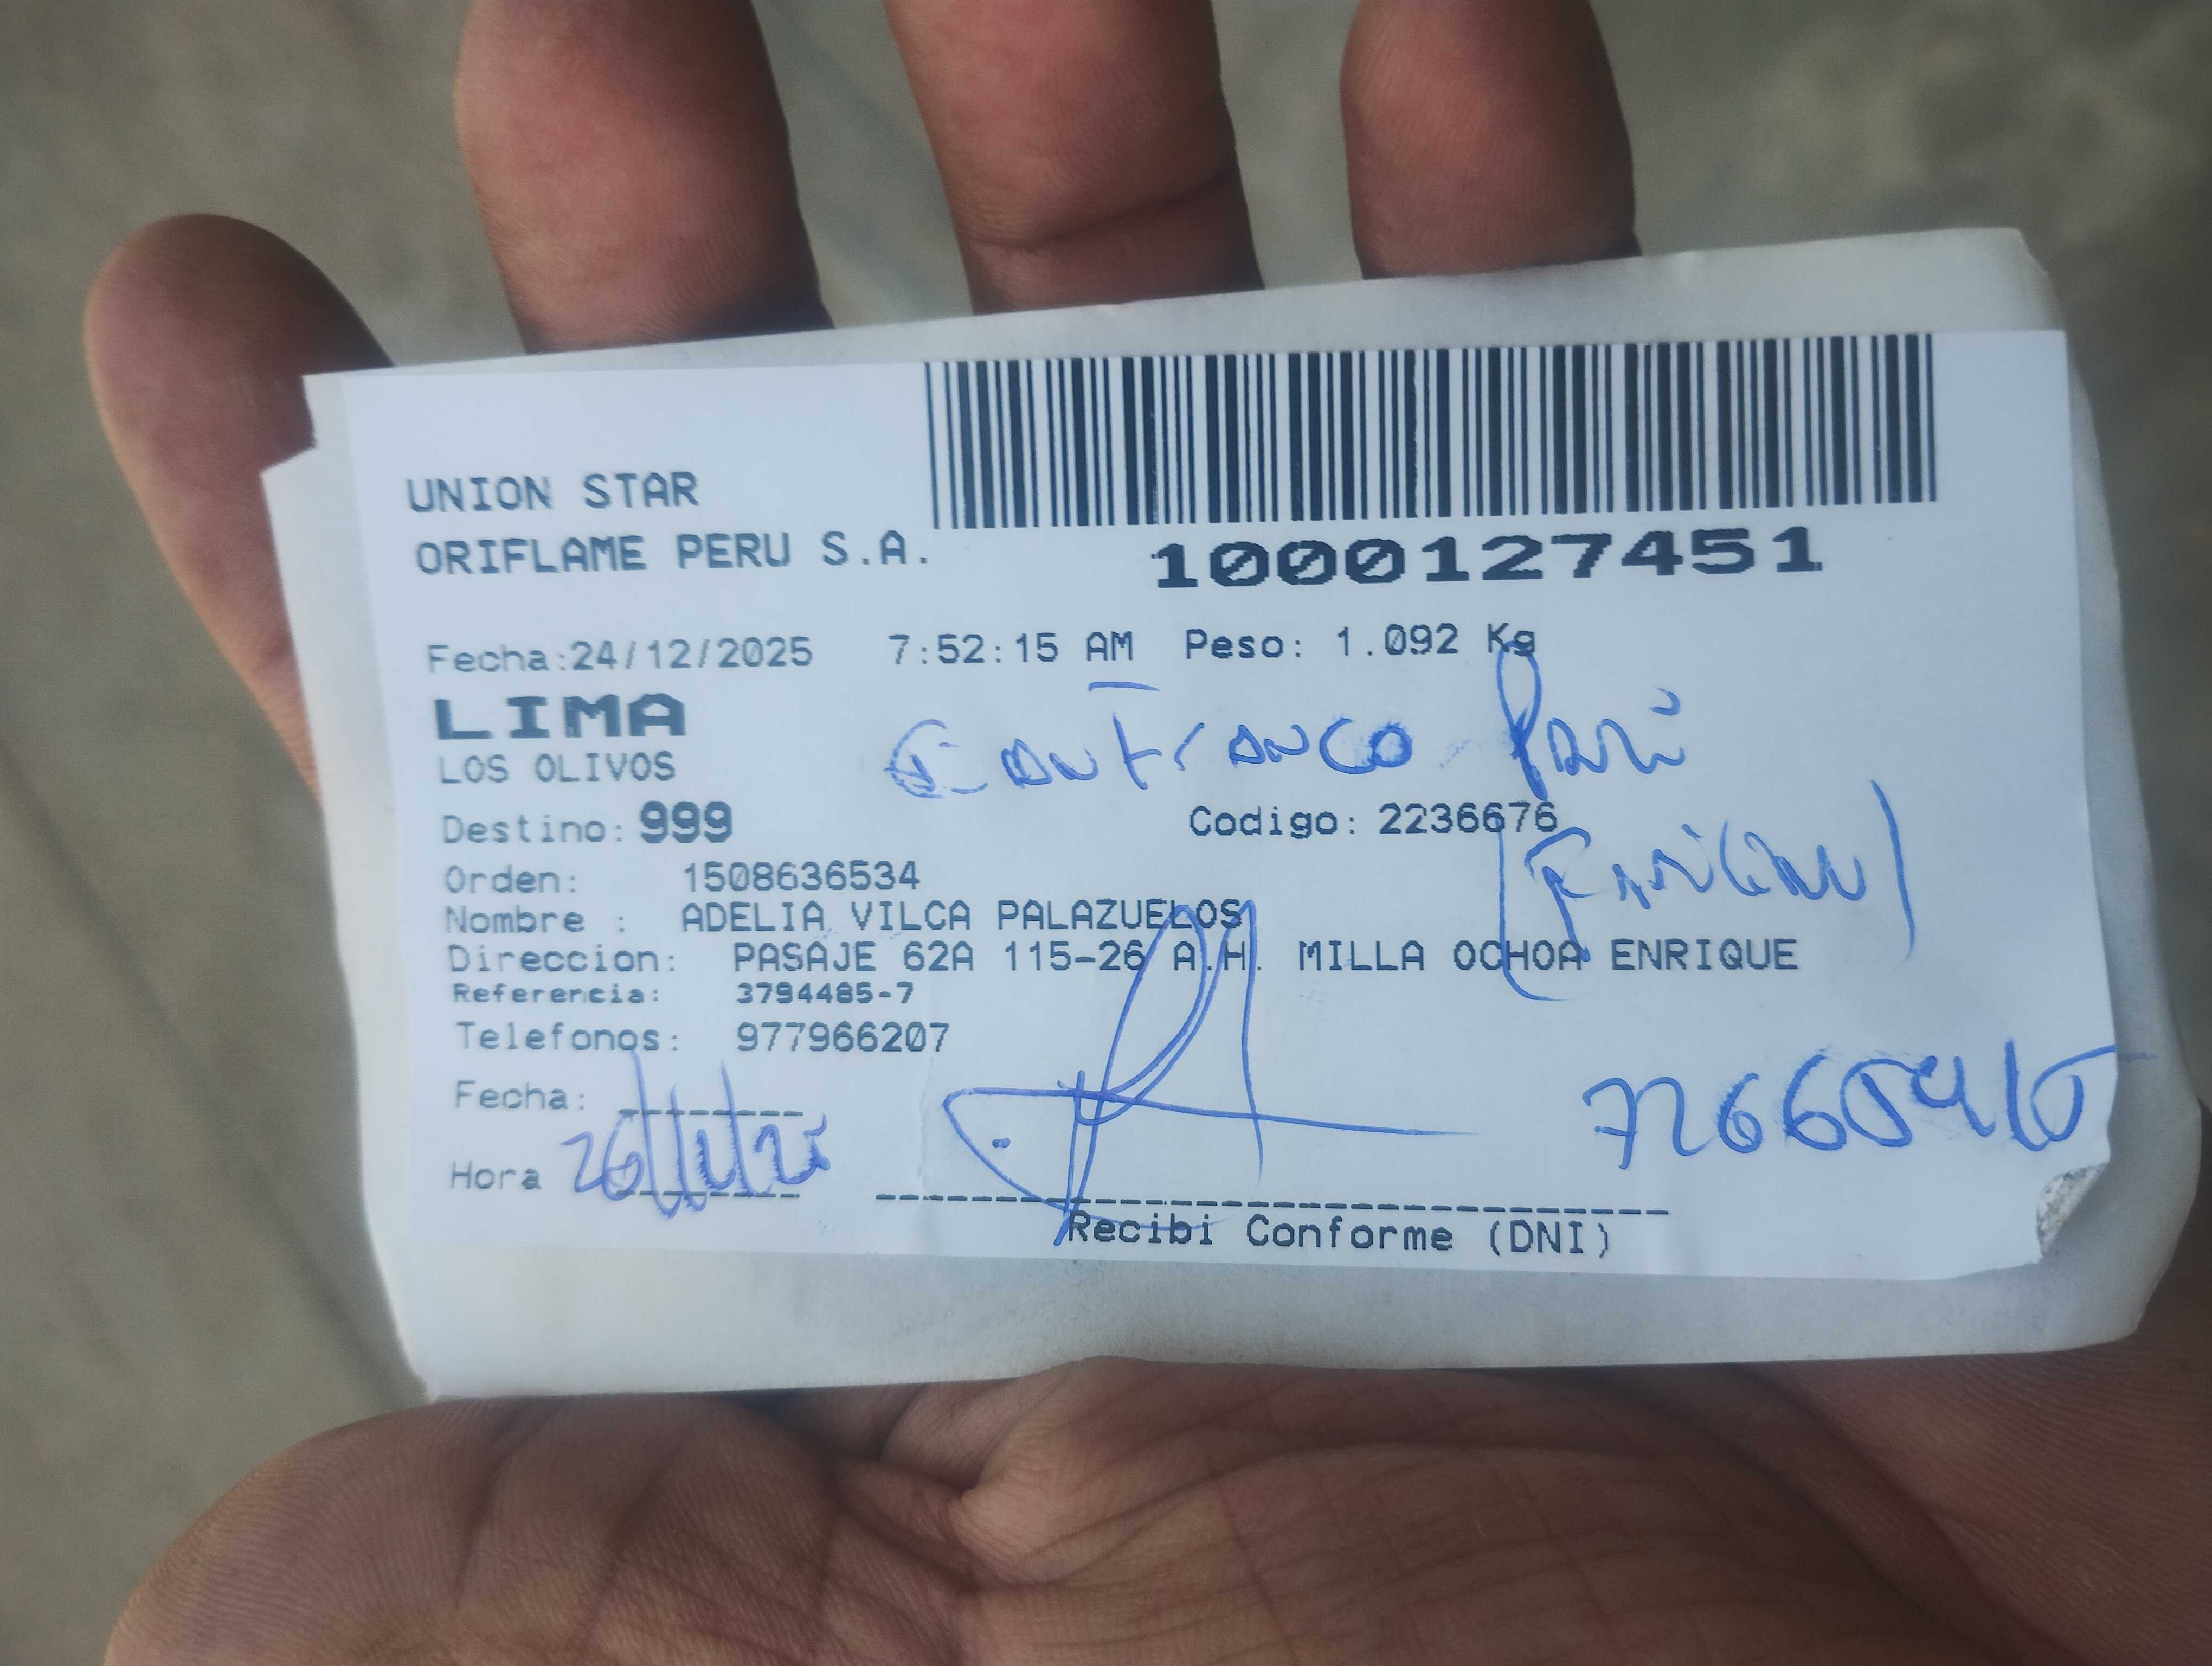 UNION STAR
ORIFLAME PERU S.A.
1000127451
Fecha:24/12/2025 7:52:15 AM Peso: 1.092 Kg
LIMA
LOS OLIVOS
Destino: 999 Codigo: 2236676
Orden: 1508636534
Nombre : ADELIA VILCA PALAZUELOS
Direccion: PASAJE 62A 115-26 A.H. MILLA OCHOA ENRIQUE
Referencia: 3794485-7
Telefonos: 977966207
Fecha:
Hora
Recibi Conforme (DNI)